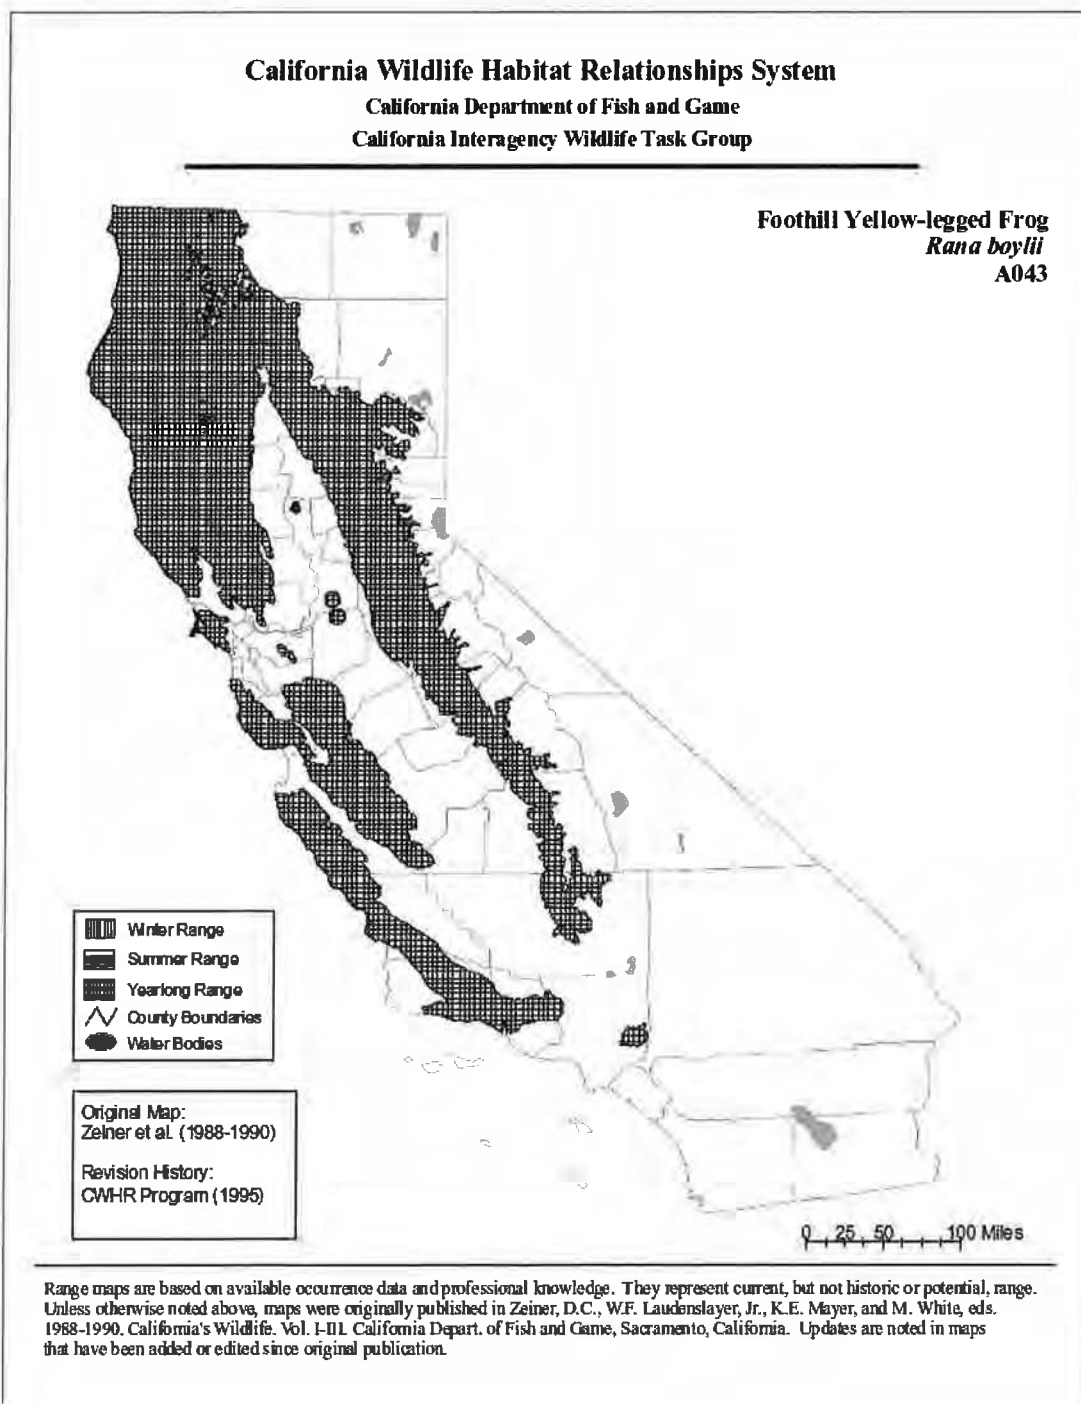 California Wildlife Habitat Relationships System
California Department of Fish and Game
California Interagency Wildlife Task Group
Foothill Yellow-legged Frog
Rana boylii
A043
Winter Range
Summer Range
Yearlong Range
County Boundaries
Water Bodies
Original Map:
Zeiner et al. (1988-1990)
Revision History:
CWHR Program (1995)
0 25 50 100 Miles
Range maps are based on available occurrence data and professional knowledge. They represent current, but not historic or potential, range.
Unless otherwise noted above, maps were originally published in Zeiner, D.C., W.F. Laudenslayer, Jr., K.E. Mayer, and M. White, eds.
1988-1990. California's Wildlife. Vol. I-III. California Depart. of Fish and Game, Sacramento, California. Updates are noted in maps
that have been added or edited since original publication.